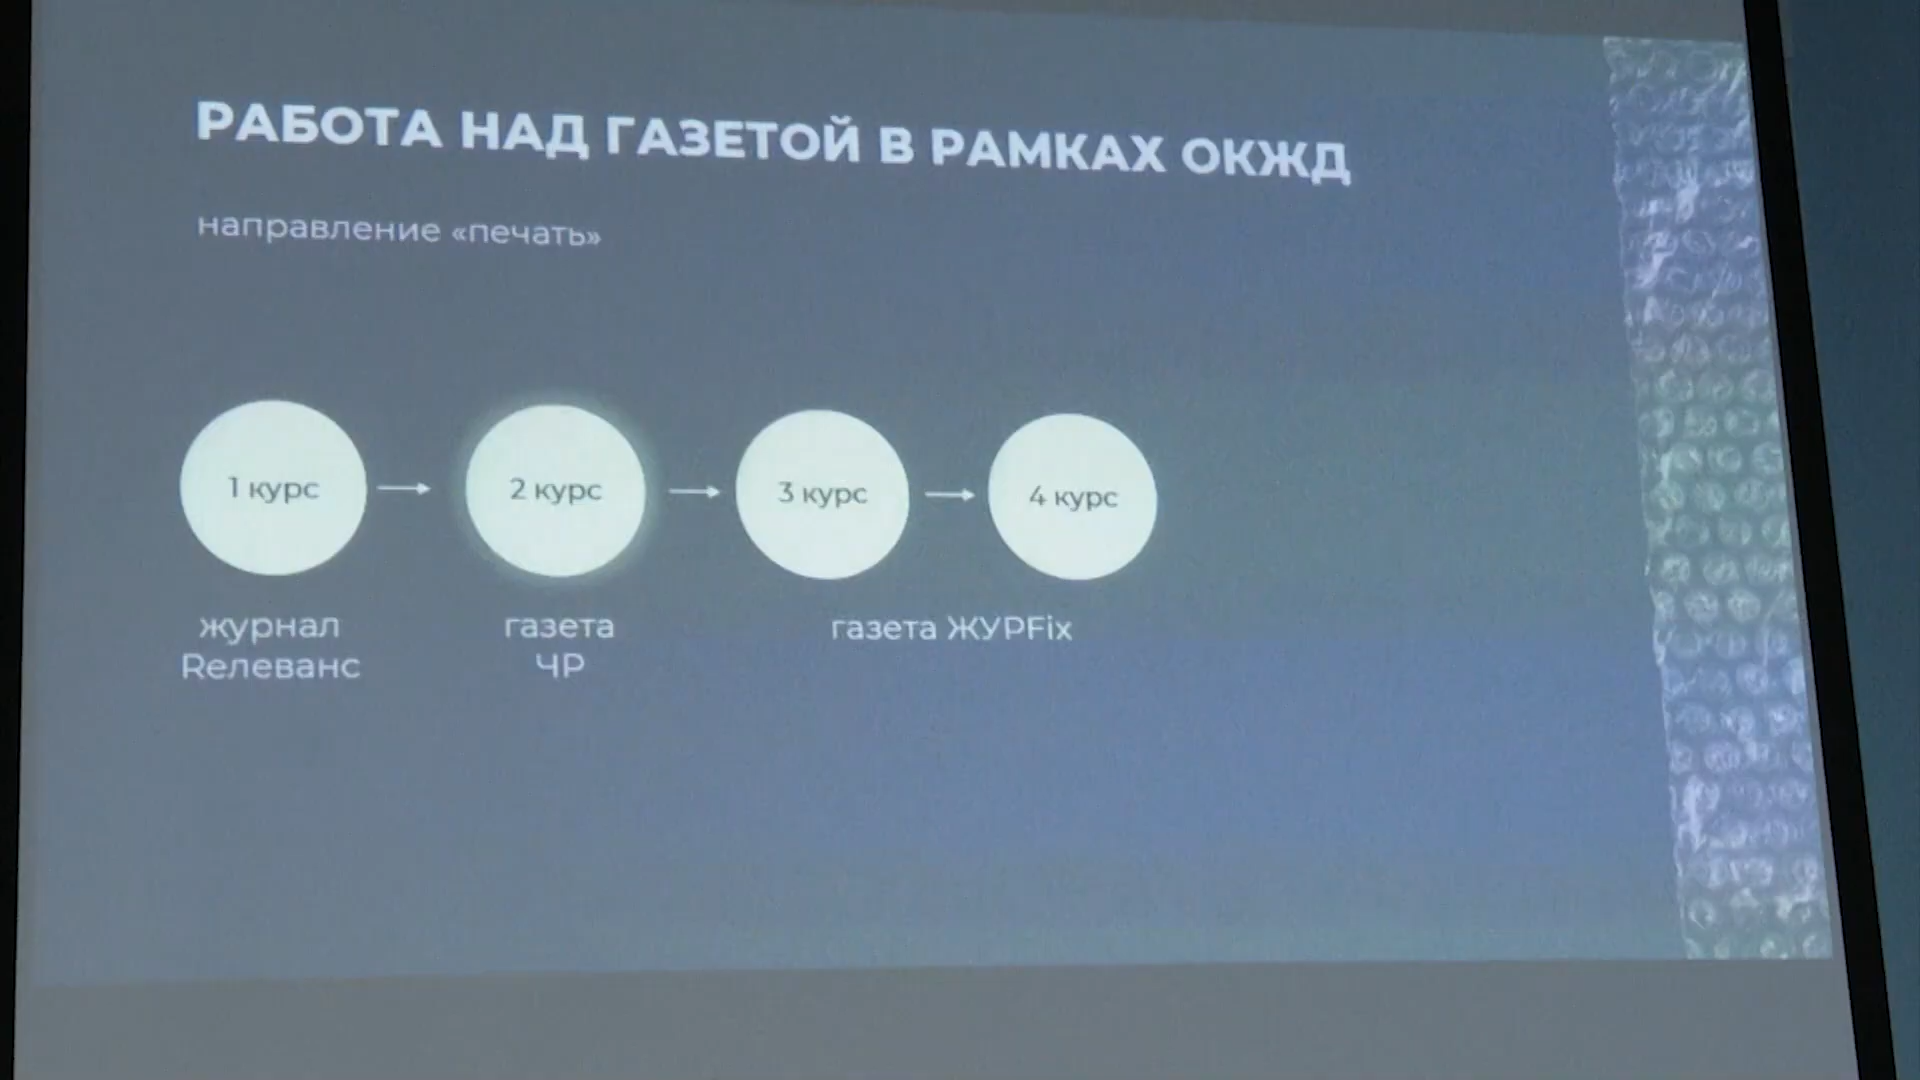 РАБОТА НАД ГАЗЕТОЙ В РАМКАХ ОКЖД
направление «печать»
1 курс
2 курс
3 курс
4 курс
журнал
Rелеванс
газета
ЧР
газета ЖУРFix